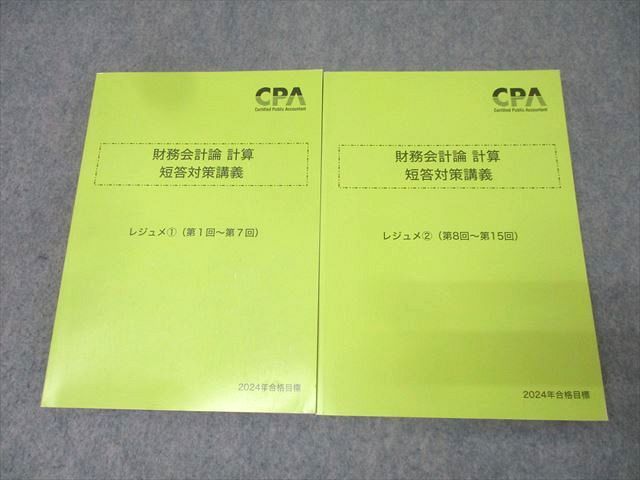 CPA
Certified Public Accountant
財務会計論 計算
短答対策講義
レジュメ①（第１回～第７回）
2024年合格目標
CPA
Certified Public Accountant
財務会計論 計算
短答対策講義
レジュメ②（第8回～第15回）
2024年合格目標